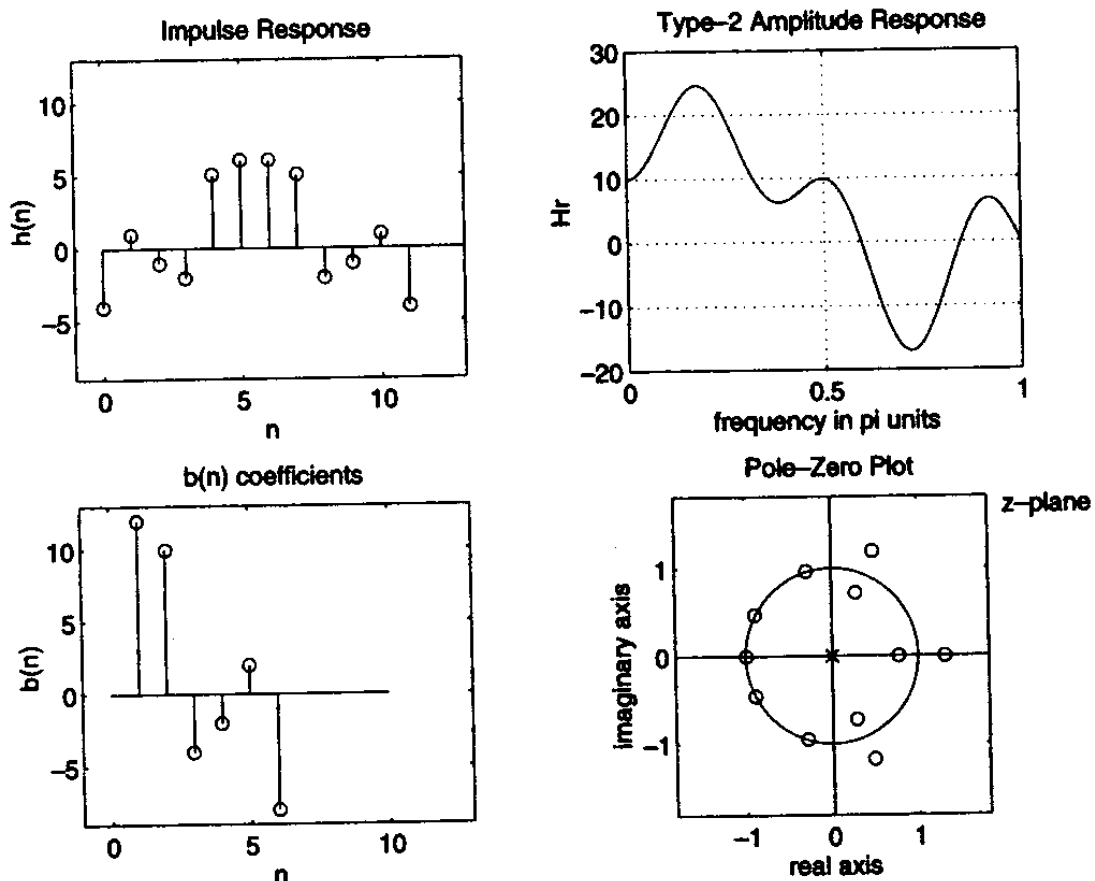 Impulse Response
10
5
0
−5
h(n)
0 5 10
n
Type−2 Amplitude Response
30
20
10
0
−10
−20
Hr
0 0.5 1
frequency in pi units
b(n) coefficients
10
5
0
−5
b(n)
0 5 10
n
Pole−Zero Plot
z−plane
1
0
−1
imaginary axis
−1 0 1
real axis